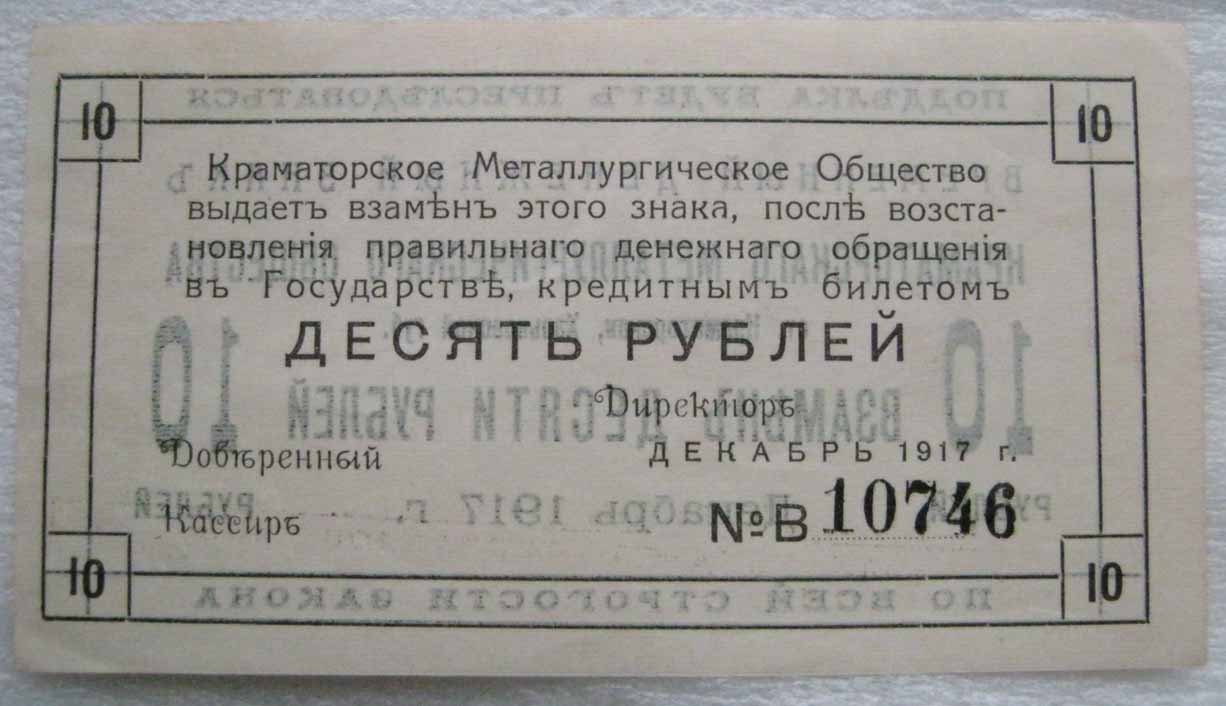 10
10
Краматорское Металлургическое Общество
выдаетъ взамѣнъ этого знака, послѣ возста-
новленія правильнаго денежнаго обращенія
въ Государствѣ, кредитнымъ билетомъ
ДЕСЯТЬ РУБЛЕЙ
Директоръ
Довѣренный
ДЕКАБРЬ 1917 г.
Кассиръ
№ В 10746
10
10